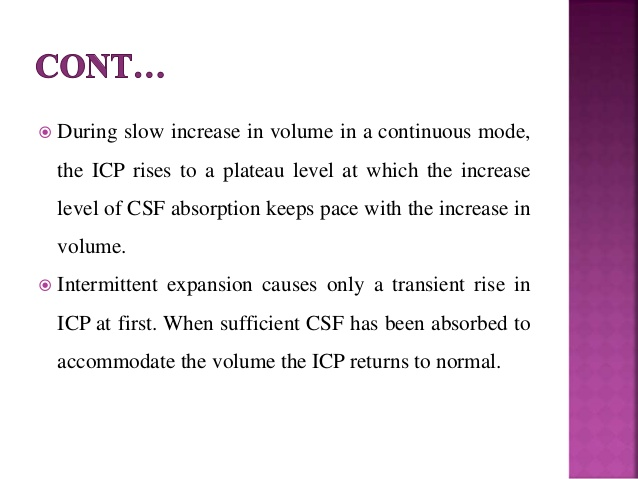 CONT…
During slow increase in volume in a continuous mode,
the ICP rises to a plateau level at which the increase
level of CSF absorption keeps pace with the increase in
volume.
Intermittent expansion causes only a transient rise in
ICP at first. When sufficient CSF has been absorbed to
accommodate the volume the ICP returns to normal.